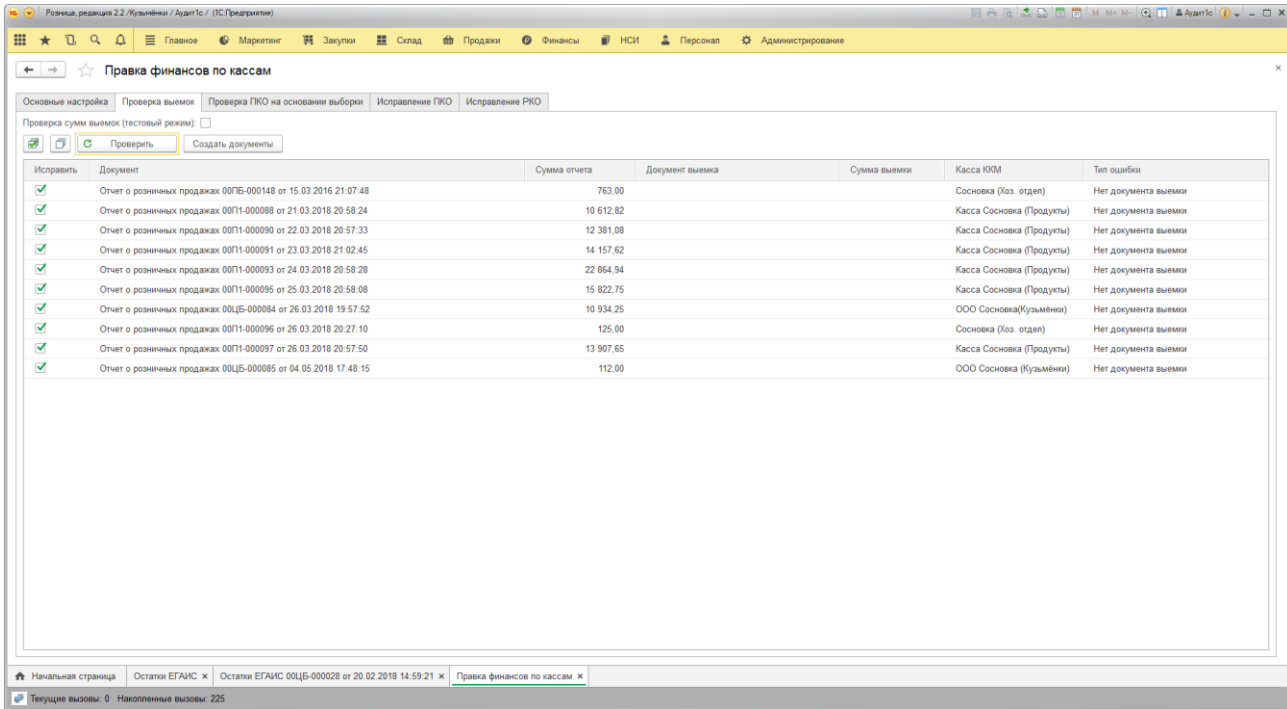 Розница, редакция 2.2 /Кузьмёнки / Аудит1с / (1С:Предприятие) M M+ M- Аудит1с
Главное Маркетинг Закупки Склад Продажи Финансы НСИ Персонал Администрирование
Правка финансов по кассам
Основные настройка Проверка выемок Проверка ПКО на основании выборки Исправление ПКО Исправление РКО
Проверка сумм выемок (тестовый режим):
Проверить Создать документы
Исправить Документ Сумма отчета Документ выемка Сумма выемки Касса ККМ Тип ошибки
Отчет о розничных продажах 00ПБ-000148 от 15.03.2016 21:07:48 763,00 Сосновка (Хоз. отдел) Нет документа выемки
Отчет о розничных продажах 00П1-000088 от 21.03.2018 20:58:24 10 612,82 Касса Сосновка (Продукты) Нет документа выемки
Отчет о розничных продажах 00П1-000090 от 22.03.2018 20:57:33 12 381,08 Касса Сосновка (Продукты) Нет документа выемки
Отчет о розничных продажах 00П1-000091 от 23.03.2018 21:02:45 14 157,62 Касса Сосновка (Продукты) Нет документа выемки
Отчет о розничных продажах 00П1-000093 от 24.03.2018 20:58:28 22 864,94 Касса Сосновка (Продукты) Нет документа выемки
Отчет о розничных продажах 00П1-000095 от 25.03.2018 20:58:08 15 822,75 Касса Сосновка (Продукты) Нет документа выемки
Отчет о розничных продажах 00ЦБ-000084 от 26.03.2018 19:57:52 10 934,25 ООО Сосновка(Кузьмёнки) Нет документа выемки
Отчет о розничных продажах 00П1-000096 от 26.03.2018 20:27:10 125,00 Сосновка (Хоз. отдел) Нет документа выемки
Отчет о розничных продажах 00П1-000097 от 26.03.2018 20:57:50 13 907,65 Касса Сосновка (Продукты) Нет документа выемки
Отчет о розничных продажах 00ЦБ-000085 от 04.05.2018 17:48:15 112,00 ООО Сосновка (Кузьмёнки) Нет документа выемки
Начальная страница Остатки ЕГАИС × Остатки ЕГАИС 00ЦБ-000028 от 20.02.2018 14:59:21 × Правка финансов по кассам ×
Текущие вызовы: 0 Накопленные вызовы: 225